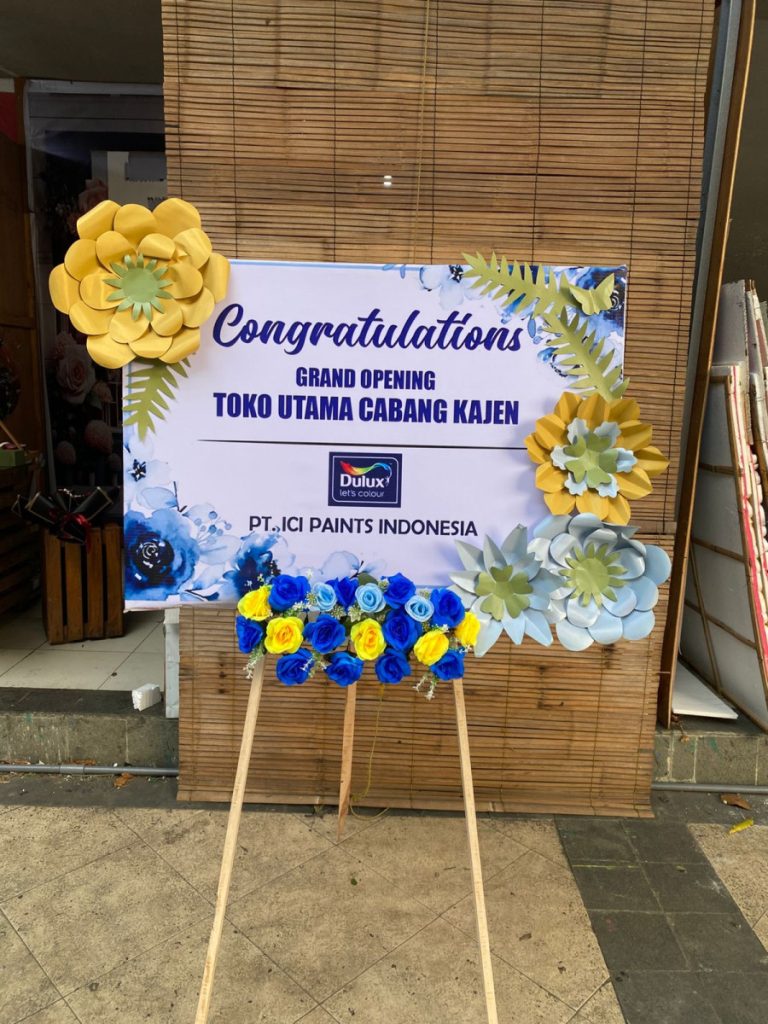 Congratulations
GRAND OPENING
TOKO UTAMA CABANG KAJEN
Dulux
let's colour
PT. ICI PAINTS INDONESIA